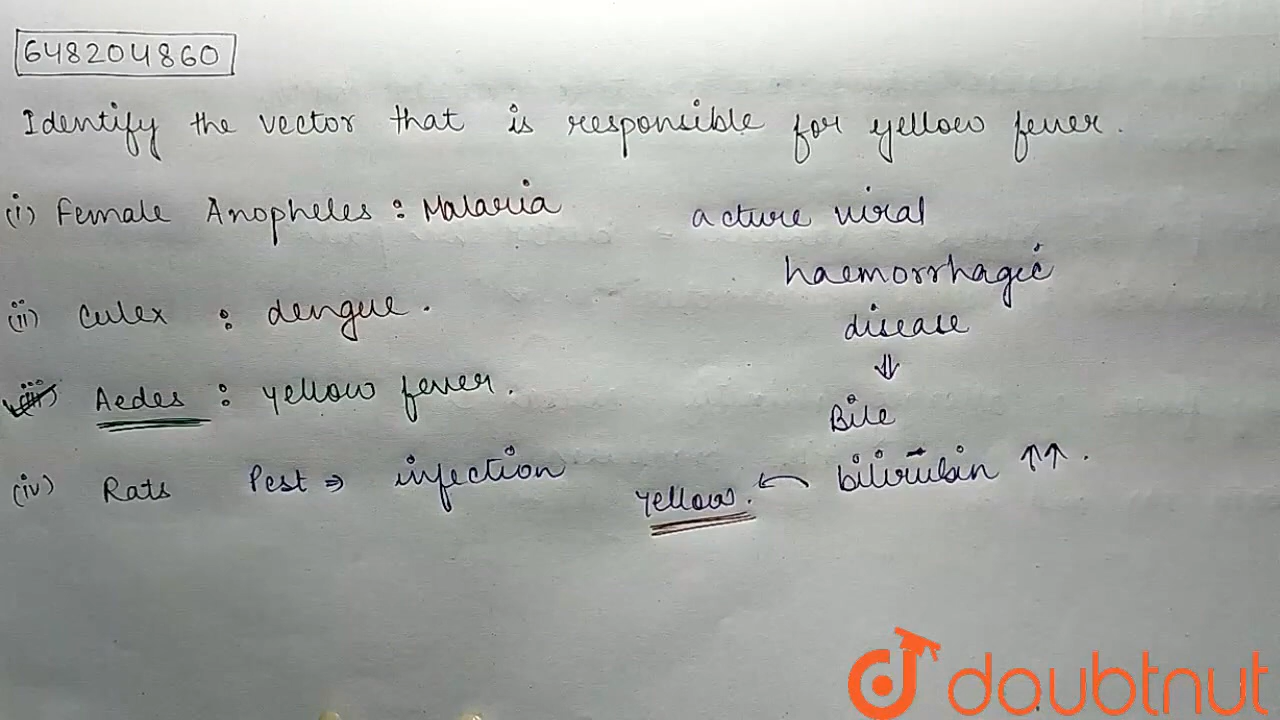 648204860
Identify the vector that is responsible for yellow fever.
(i) Female Anopheles : Malaria
(ii) Culex : dengue.
(iii) Aedes : yellow fever.
(iv) Rats Pest ⇒ infection
acture viral
haemorrhagic
disease
⇓
Bile
bilirubin ↑↑.
yellow. ←
doubtnut